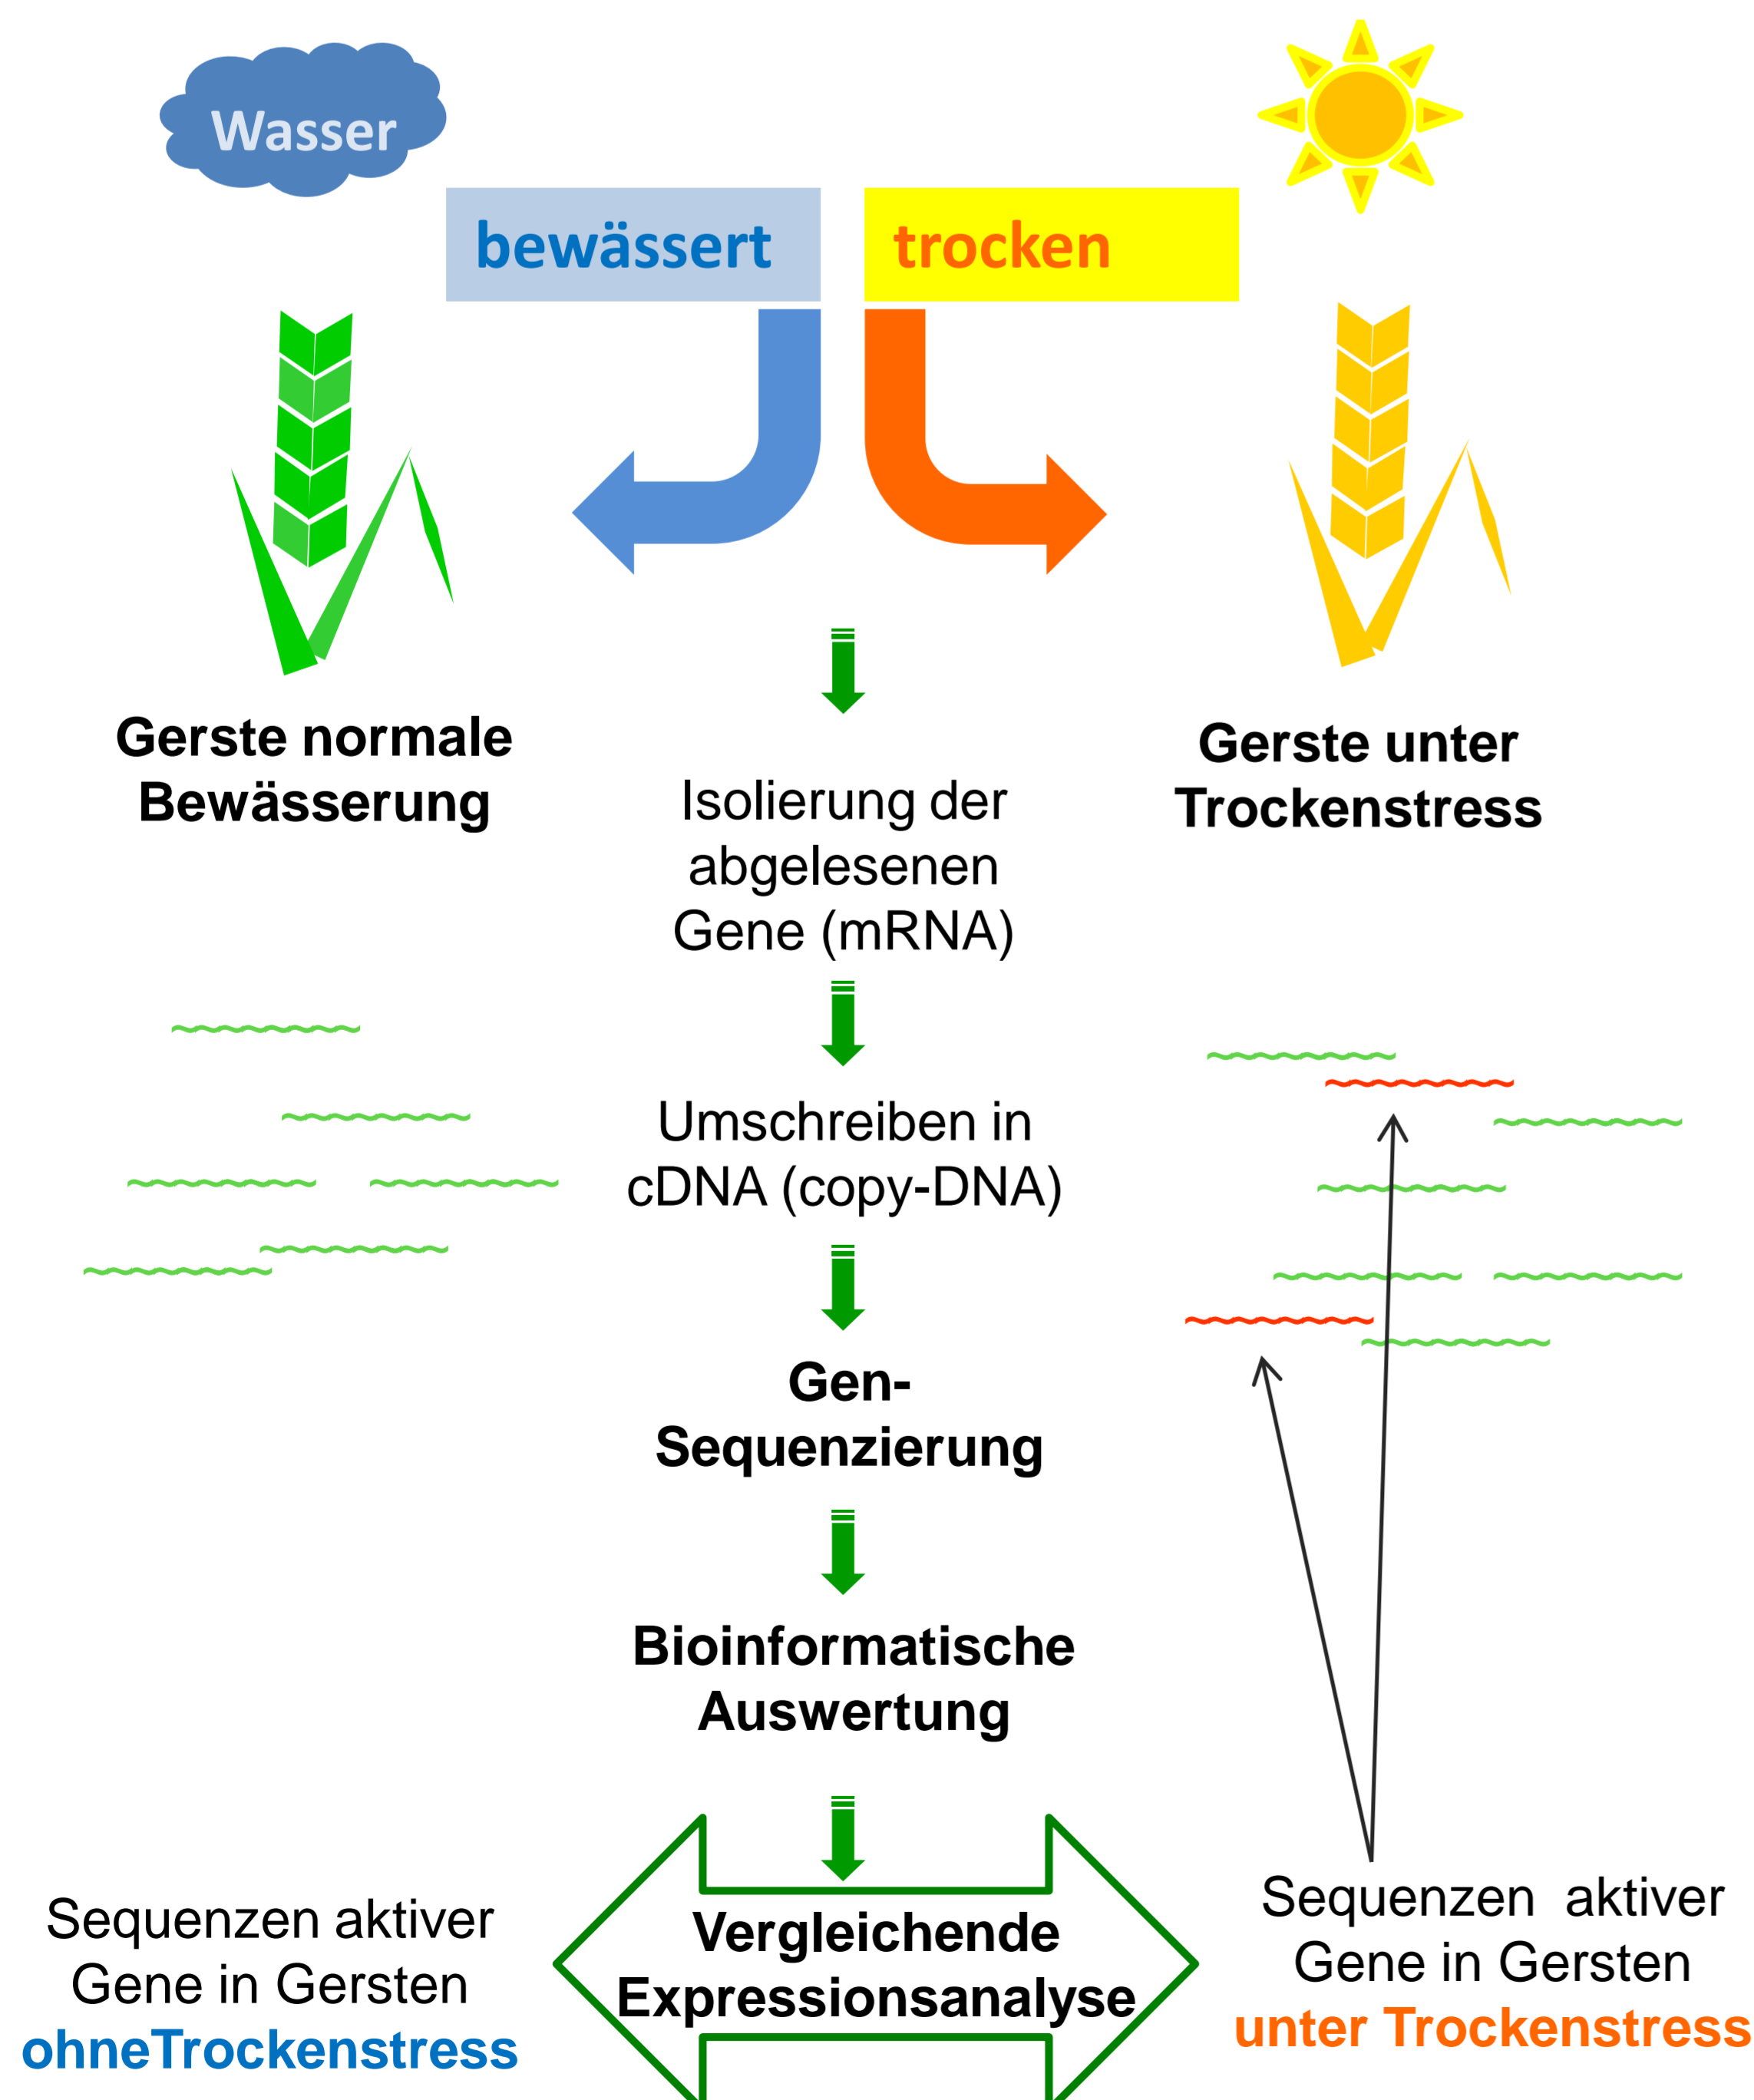 Wasser
bewässert
trocken
Gerste normale
Bewässerung
Gerste unter
Trockenstress
Isolierung der
abgelesenen
Gene (mRNA)
Umschreiben in
cDNA (copy-DNA)
Gen-
Sequenzierung
Bioinformatische
Auswertung
Vergleichende
Expressionsanalyse
Sequenzen aktiver
Gene in Gersten
ohneTrockenstress
Sequenzen  aktiver
Gene in Gersten
unter Trockenstress